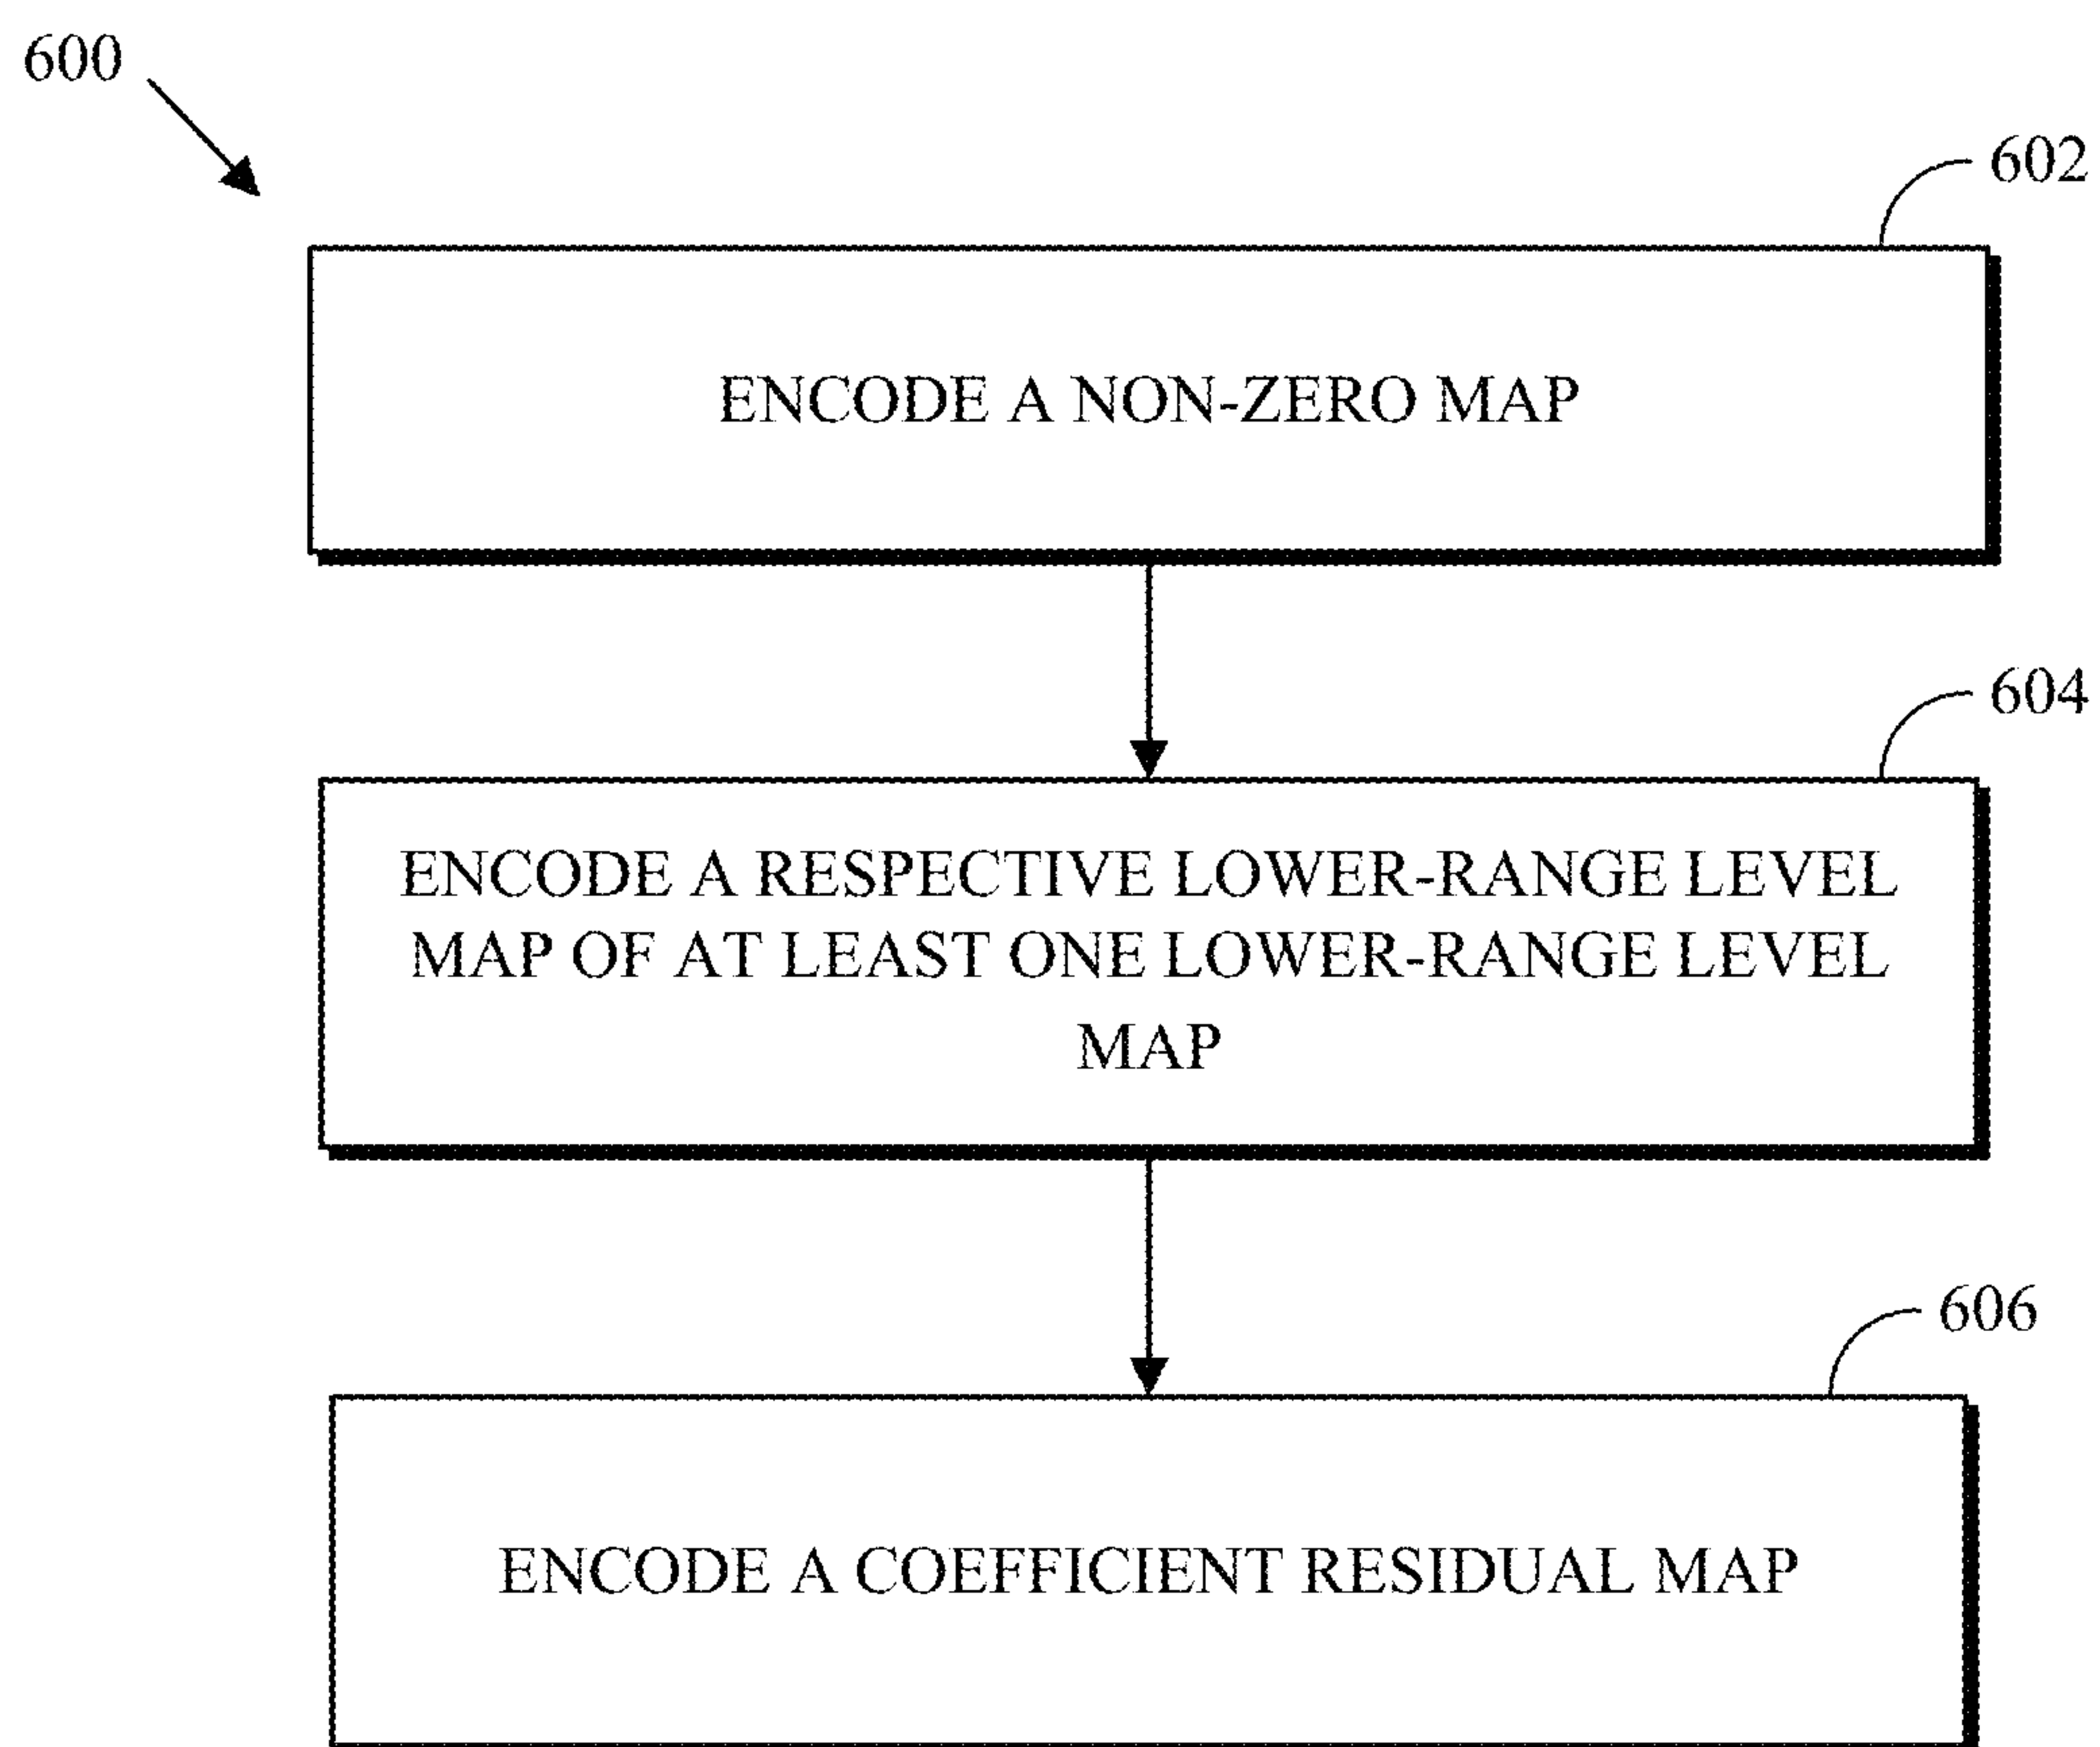 600
602
ENCODE A NON-ZERO MAP
604
ENCODE A RESPECTIVE LOWER-RANGE LEVEL
MAP OF AT LEAST ONE LOWER-RANGE LEVEL
MAP
606
ENCODE A COEFFICIENT RESIDUAL MAP